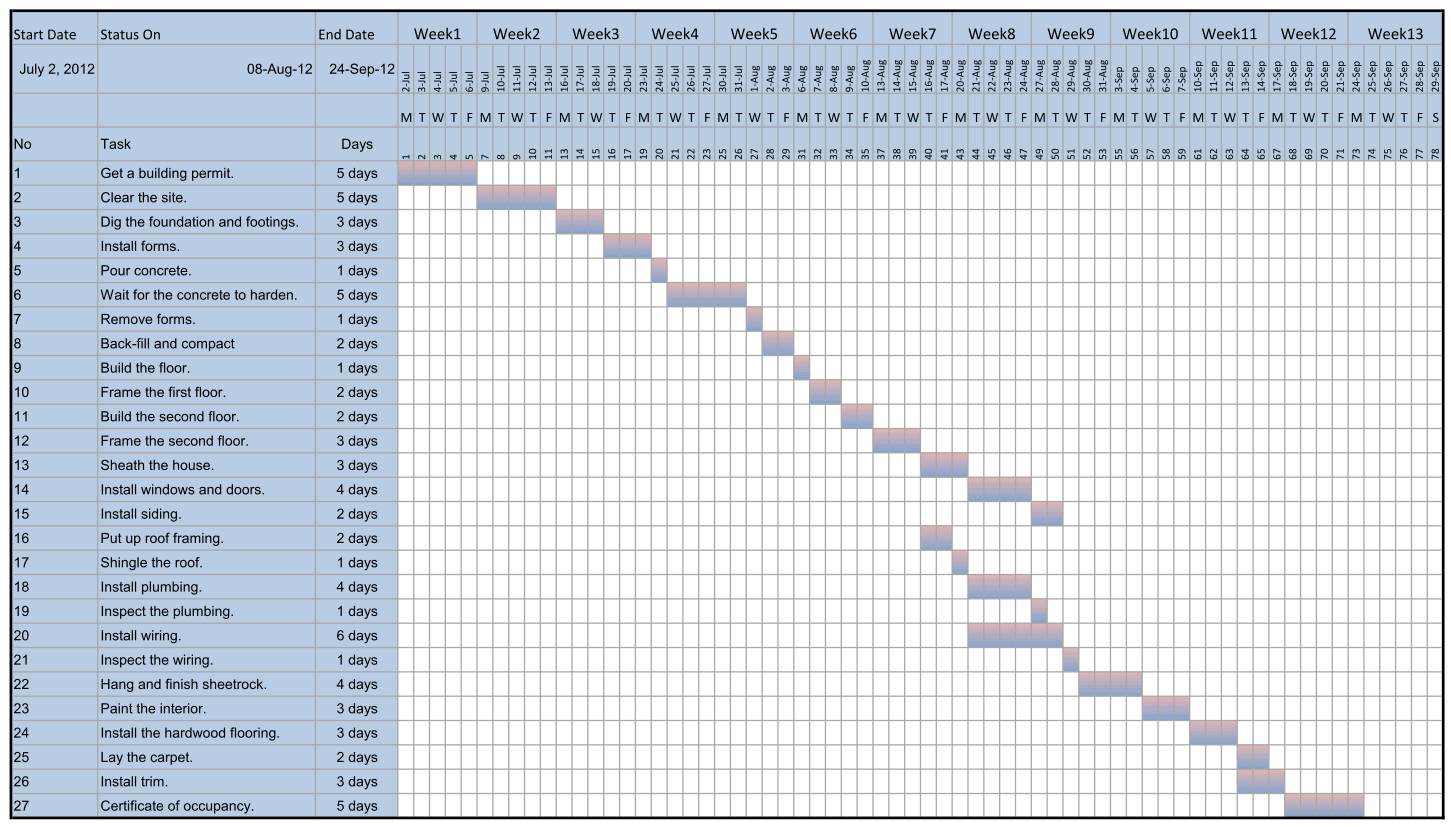 Start Date Status On End Date Week1 Week2 Week3 Week4 Week5 Week6 Week7 Week8 Week9 Week10 Week11 Week12 Week13
July 2, 2012 08-Aug-12 24-Sep-12 2-Jul 3-Jul 4-Jul 5-Jul 6-Jul 9-Jul 10-Jul 11-Jul 12-Jul 13-Jul 16-Jul 17-Jul 18-Jul 19-Jul 20-Jul 23-Jul 24-Jul 25-Jul 26-Jul 27-Jul 30-Jul 31-Jul 1-Aug 2-Aug 3-Aug 6-Aug 7-Aug 8-Aug 9-Aug 10-Aug 13-Aug 14-Aug 15-Aug 16-Aug 17-Aug 20-Aug 21-Aug 22-Aug 23-Aug 24-Aug 27-Aug 28-Aug 29-Aug 30-Aug 31-Aug 3-Sep 4-Sep 5-Sep 6-Sep 7-Sep 10-Sep 11-Sep 12-Sep 13-Sep 14-Sep 17-Sep 18-Sep 19-Sep 20-Sep 21-Sep 24-Sep 25-Sep 26-Sep 27-Sep 28-Sep 29-Sep
M T W T F M T W T F M T W T F M T W T F M T W T F M T W T F M T W T F M T W T F M T W T F M T W T F M T W T F M T W T F M T W T F S
No Task Days 1 2 3 4 5 7 8 9 10 11 13 14 15 16 17 19 20 21 22 23 25 26 27 28 29 31 32 33 34 35 37 38 39 40 41 43 44 45 46 47 49 50 51 52 53 55 56 57 58 59 61 62 63 64 65 67 68 69 70 71 73 74 75 76 77 78
1 Get a building permit. 5 days
2 Clear the site. 5 days
3 Dig the foundation and footings. 3 days
4 Install forms. 3 days
5 Pour concrete. 1 days
6 Wait for the concrete to harden. 5 days
7 Remove forms. 1 days
8 Back-fill and compact 2 days
9 Build the floor. 1 days
10 Frame the first floor. 2 days
11 Build the second floor. 2 days
12 Frame the second floor. 3 days
13 Sheath the house. 3 days
14 Install windows and doors. 4 days
15 Install siding. 2 days
16 Put up roof framing. 2 days
17 Shingle the roof. 1 days
18 Install plumbing. 4 days
19 Inspect the plumbing. 1 days
20 Install wiring. 6 days
21 Inspect the wiring. 1 days
22 Hang and finish sheetrock. 4 days
23 Paint the interior. 3 days
24 Install the hardwood flooring. 3 days
25 Lay the carpet. 2 days
26 Install trim. 3 days
27 Certificate of occupancy. 5 days